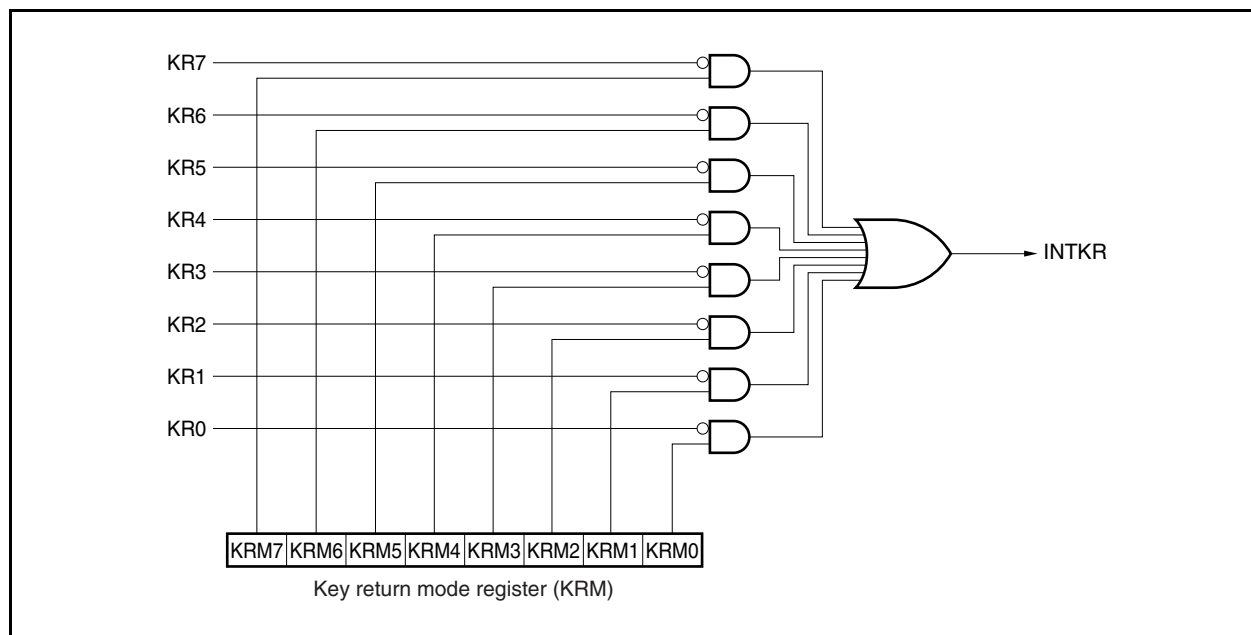 KR7
KR6
KR5
KR4
KR3
KR2
KR1
KR0
INTKR
KRM7 KRM6 KRM5 KRM4 KRM3 KRM2 KRM1 KRM0
Key return mode register (KRM)